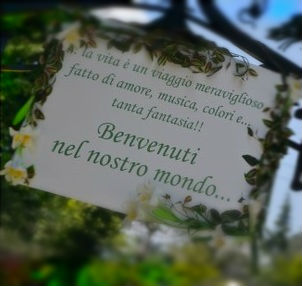 la vita è un viaggio meraviglioso
fatto di amore, musica, colori e...
tanta fantasia!!
Benvenuti
nel nostro mondo...